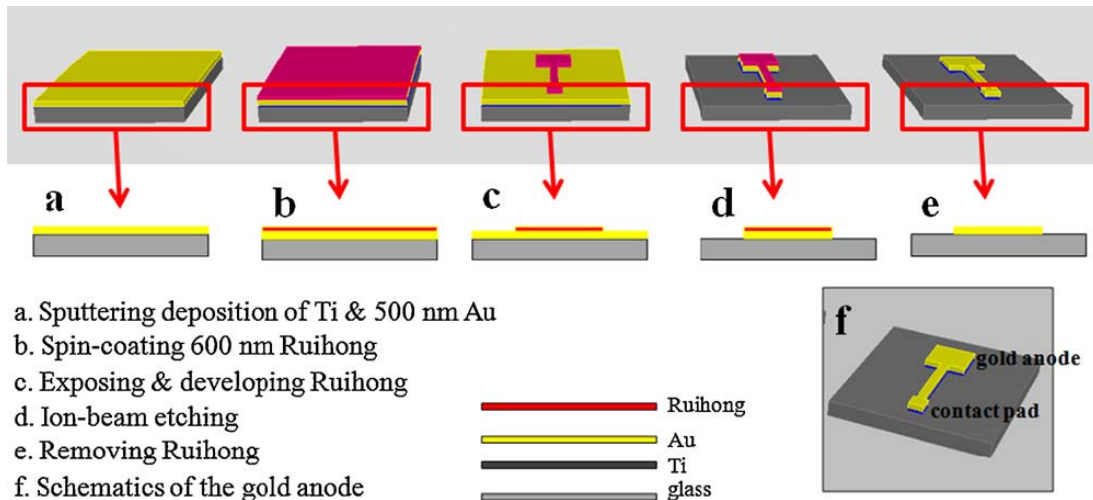 a
b
c
d
e
a. Sputtering deposition of Ti & 500 nm Au
b. Spin-coating 600 nm Ruihong
c. Exposing & developing Ruihong
d. Ion-beam etching
e. Removing Ruihong
f. Schematics of the gold anode
Ruihong
Au
Ti
glass
f
gold anode
contact pad